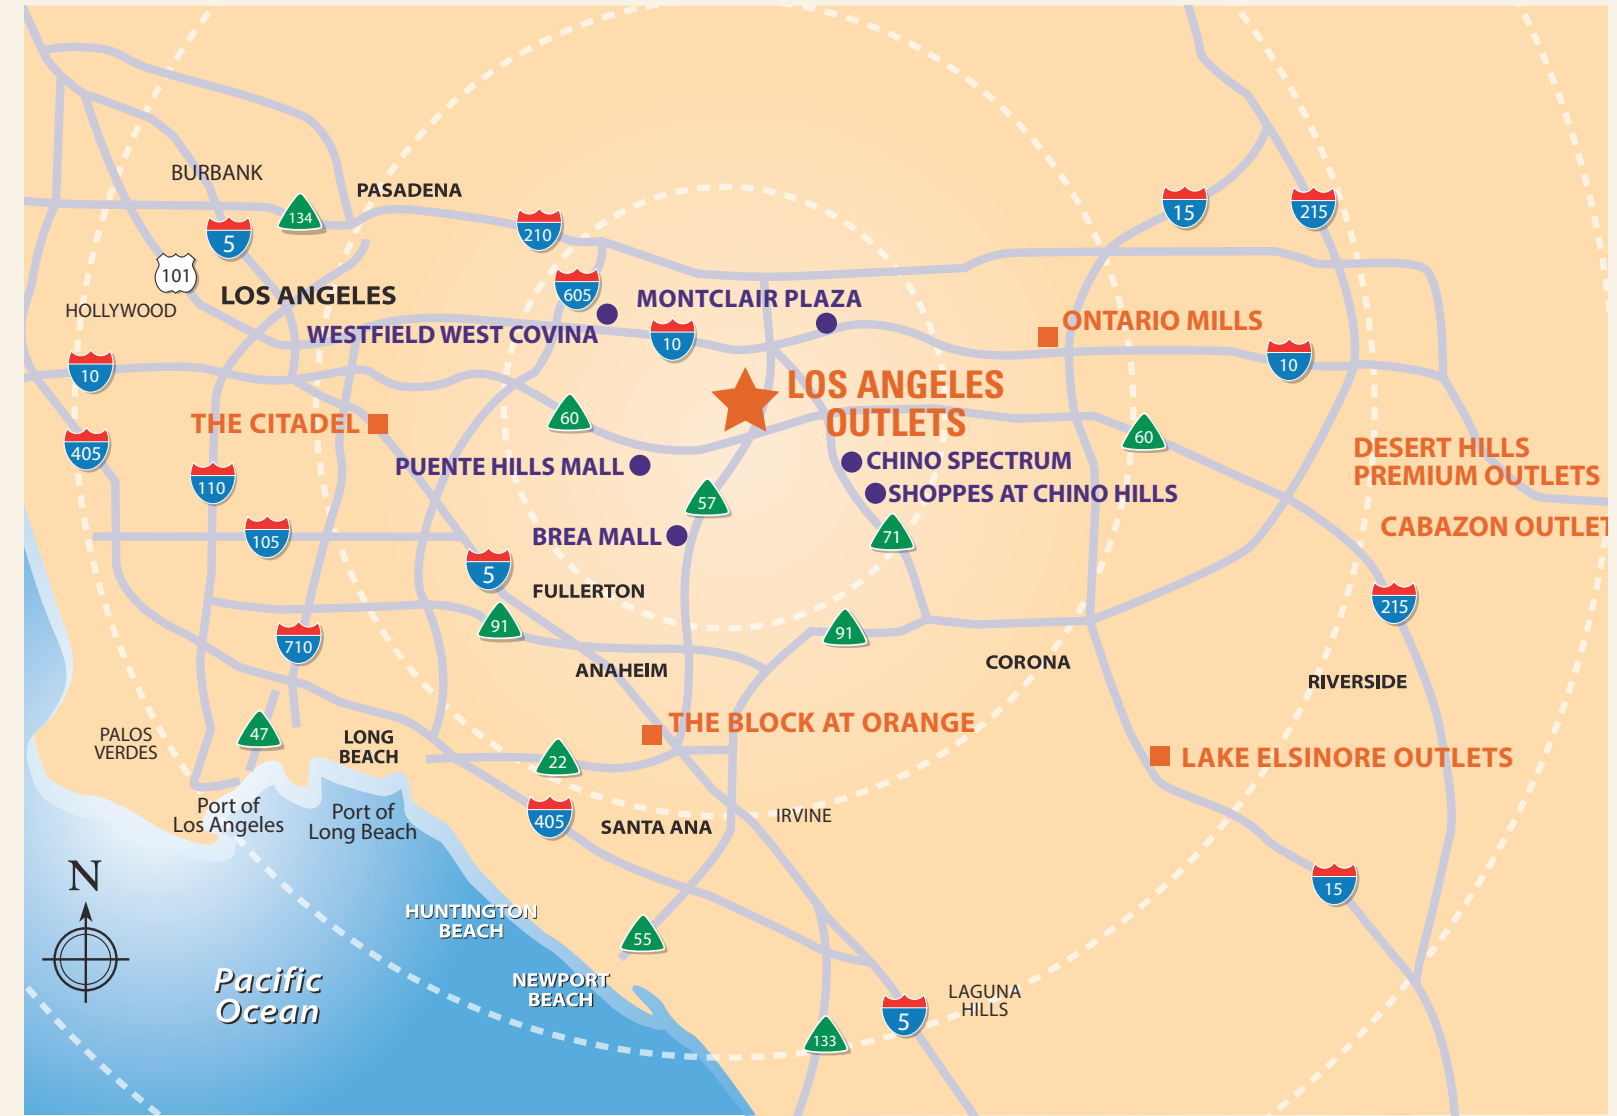 BURBANK
PASADENA
134
15
215
5
210
101
605
LOS ANGELES
MONTCLAIR PLAZA
HOLLYWOOD
WESTFIELD WEST COVINA
ONTARIO MILLS
10
10
10
LOS ANGELES
OUTLETS
THE CITADEL
60
60
405
DESERT HILLS
PREMIUM OUTLETS
PUENTE HILLS MALL
CHINO SPECTRUM
110
SHOPPES AT CHINO HILLS
57
CABAZON OUTLET
105
BREA MALL
71
5
FULLERTON
215
91
91
710
CORONA
ANAHEIM
RIVERSIDE
THE BLOCK AT ORANGE
47
PALOS
VERDES
LONG
BEACH
22
LAKE ELSINORE OUTLETS
Port of
Los Angeles
Port of
Long Beach
405
SANTA ANA
IRVINE
N
15
HUNTINGTON
BEACH
55
Pacific
Ocean
NEWPORT
BEACH
LAGUNA
HILLS
5
133